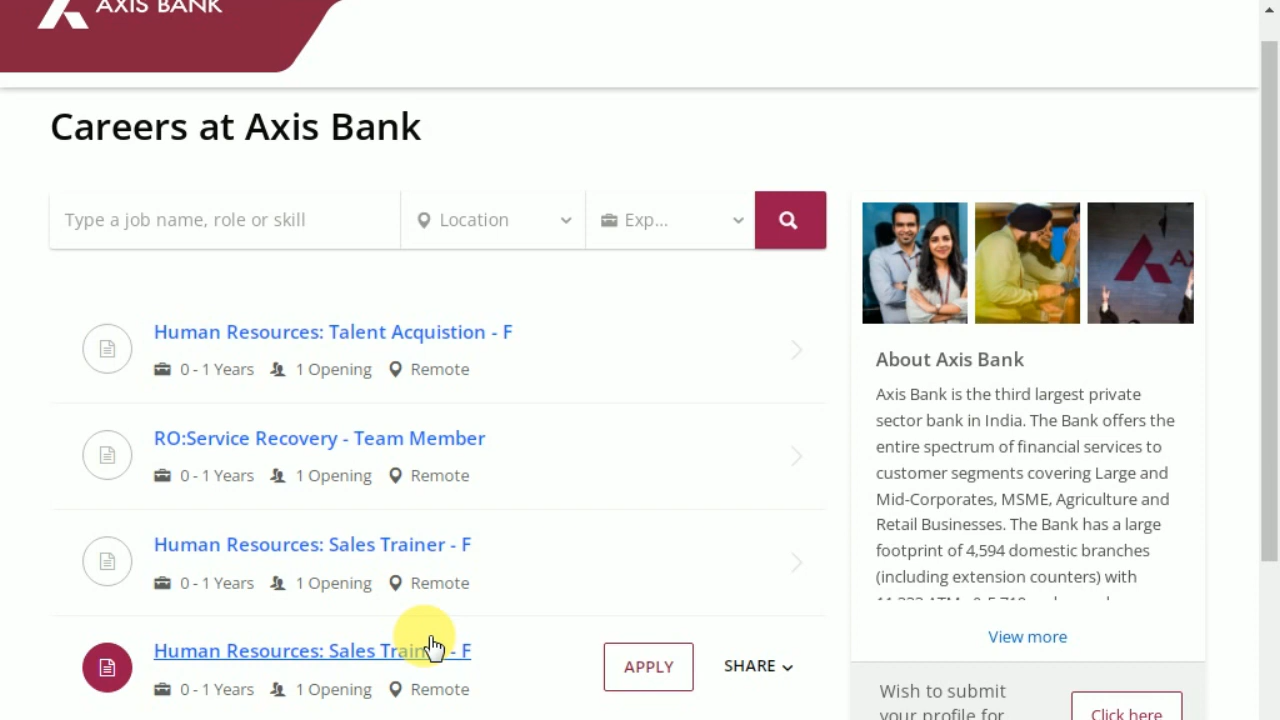 AXIS BANK
Careers at Axis Bank
Type a job name, role or skill
Location
Exp...
Human Resources: Talent Acquistion - F
0 - 1 Years 1 Opening Remote
RO:Service Recovery - Team Member
0 - 1 Years 1 Opening Remote
Human Resources: Sales Trainer - F
0 - 1 Years 1 Opening Remote
Human Resources: Sales Trainer - F
APPLY SHARE
0 - 1 Years 1 Opening Remote
About Axis Bank
Axis Bank is the third largest private
sector bank in India. The Bank offers the
entire spectrum of financial services to
customer segments covering Large and
Mid-Corporates, MSME, Agriculture and
Retail Businesses. The Bank has a large
footprint of 4,594 domestic branches
(including extension counters) with
View more
Wish to submit
your profile for
Click here